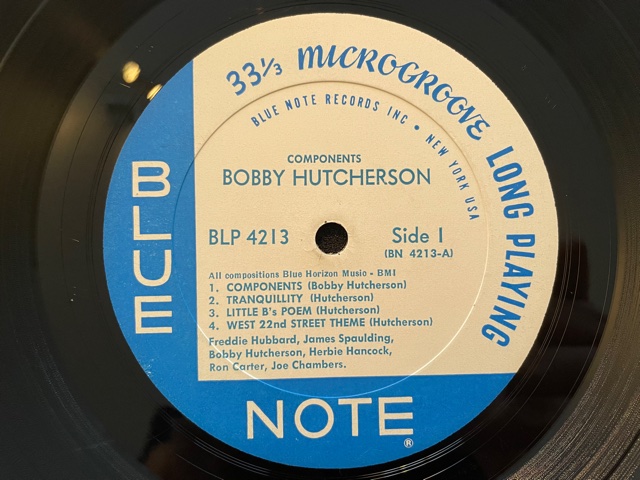 33⅓ MICROGROOVE LONG PLAYING
BLUE NOTE RECORDS INC • NEW YORK USA
COMPONENTS
BOBBY HUTCHERSON
BLP 4213
Side 1
(BN 4213-A)
All compositions Blue Horizon Music - BMI
1. COMPONENTS (Bobby Hutcherson)
2. TRANQUILLITY (Hutcherson)
3. LITTLE B's POEM (Hutcherson)
4. WEST 22nd STREET THEME (Hutcherson)
Freddie Hubbard, James Spaulding,
Bobby Hutcherson, Herbie Hancock,
Ron Carter, Joe Chambers.
BLUE
NOTE®